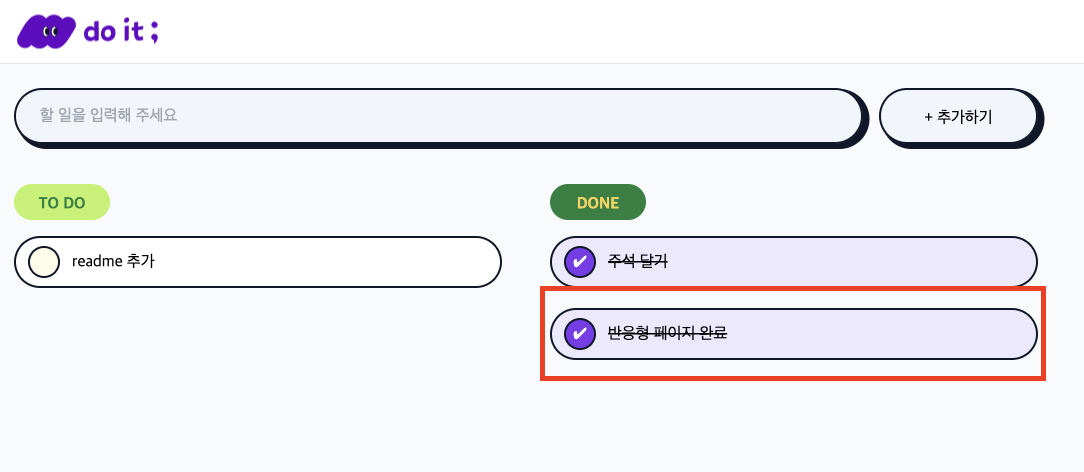 do it ;
할 일을 입력해 주세요
+ 추가하기
TO DO
readme 추가
DONE
주석 달기
반응형 페이지 완료